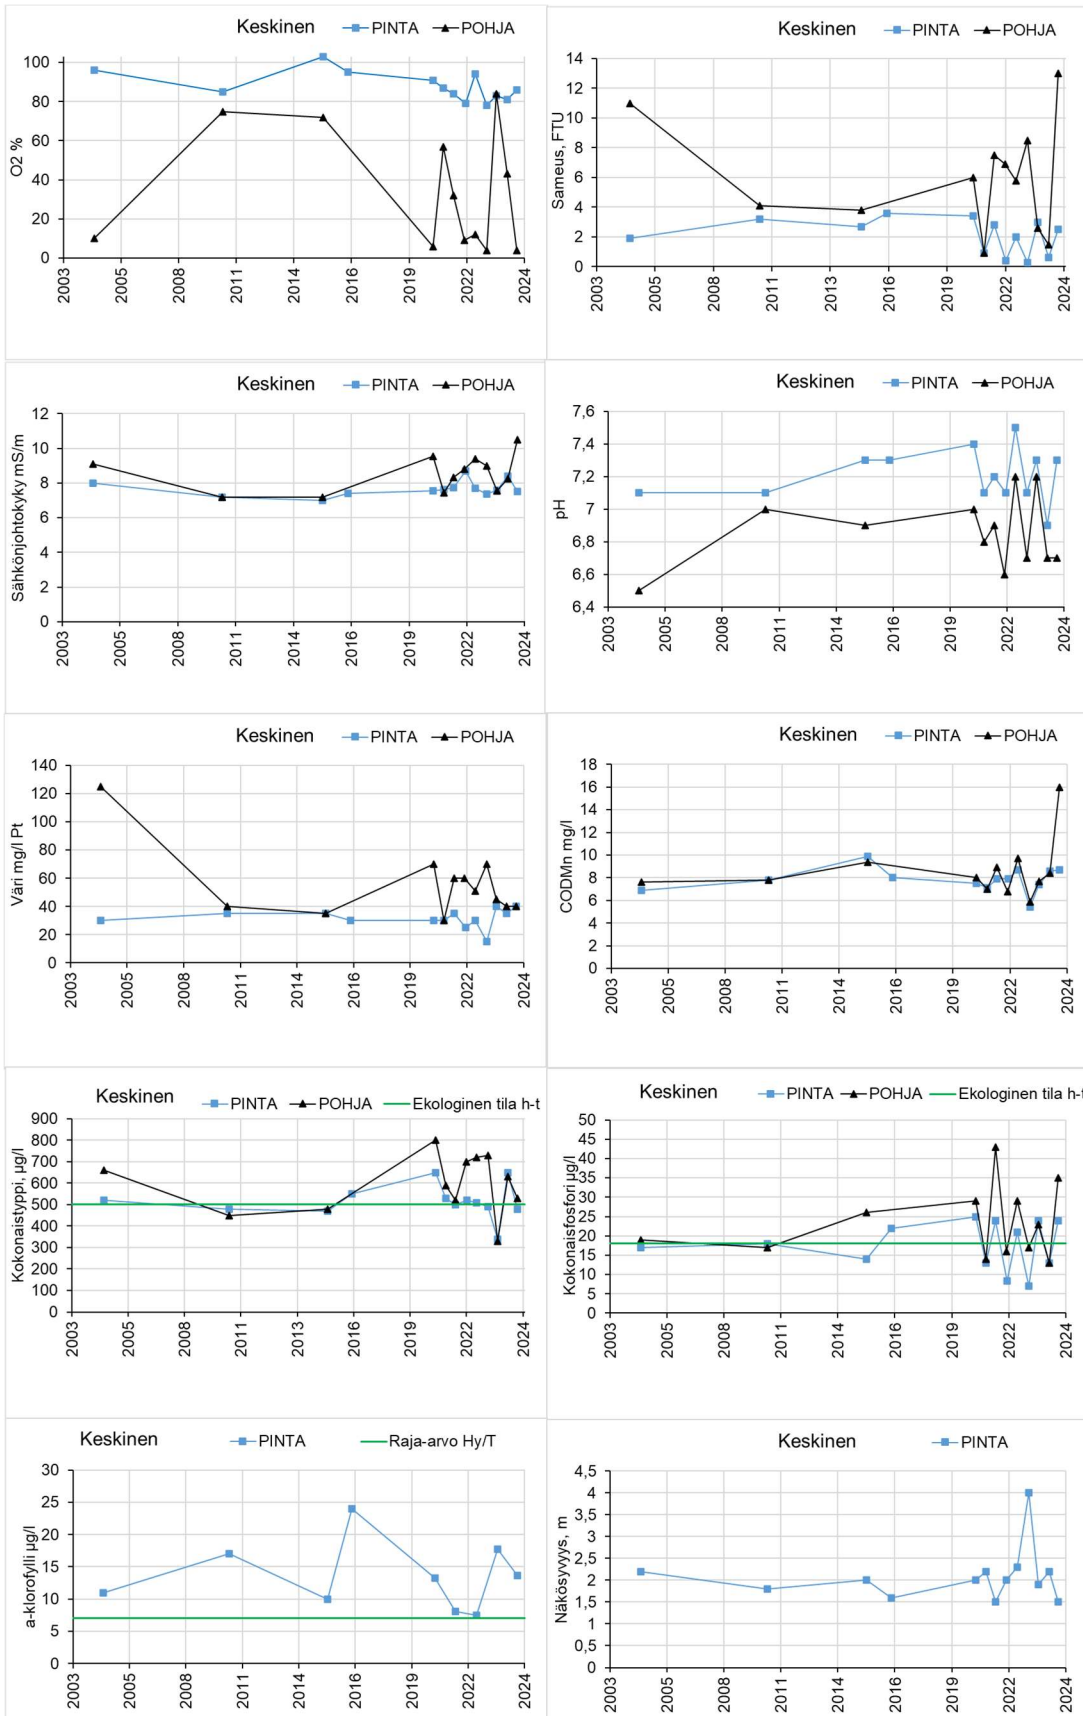 Keskinen PINTA POHJA
O2 %
100
80
60
40
20
0
2003 2005 2008 2011 2013 2016 2019 2022 2024
Keskinen PINTA POHJA
Sameus, FTU
14
12
10
8
6
4
2
0
2003 2005 2008 2011 2013 2016 2019 2022 2024
Keskinen PINTA POHJA
Sähkönjohtokyky mS/m
12
10
8
6
4
2
0
2003 2005 2008 2011 2014 2016 2019 2022 2024
Keskinen PINTA POHJA
pH
7,6
7,4
7,2
7
6,8
6,6
6,4
2003 2005 2008 2011 2014 2016 2019 2022 2024
Keskinen PINTA POHJA
Väri mg/l Pt
140
120
100
80
60
40
20
0
2003 2005 2008 2011 2014 2016 2019 2022 2024
Keskinen PINTA POHJA
CODMn mg/l
18
16
14
12
10
8
6
4
2
0
2003 2005 2008 2011 2014 2016 2019 2022 2024
Keskinen PINTA POHJA Ekologinen tila h-t
Kokonaistyppi, µg/l
900
800
700
600
500
400
300
200
100
0
2003 2005 2008 2011 2013 2016 2019 2022 2024
Keskinen PINTA POHJA Ekologinen tila h-t
Kokonaisfosfori µg/l
50
45
40
35
30
25
20
15
10
5
0
2003 2005 2008 2011 2014 2016 2019 2022 2024
Keskinen PINTA Raja-arvo Hy/T
a-klorofylli µg/l
30
25
20
15
10
5
0
2003 2005 2008 2011 2014 2016 2019 2022 2024
Keskinen PINTA
Näkösyvyys, m
4,5
4
3,5
3
2,5
2
1,5
1
0,5
0
2003 2005 2008 2011 2014 2016 2019 2022 2024